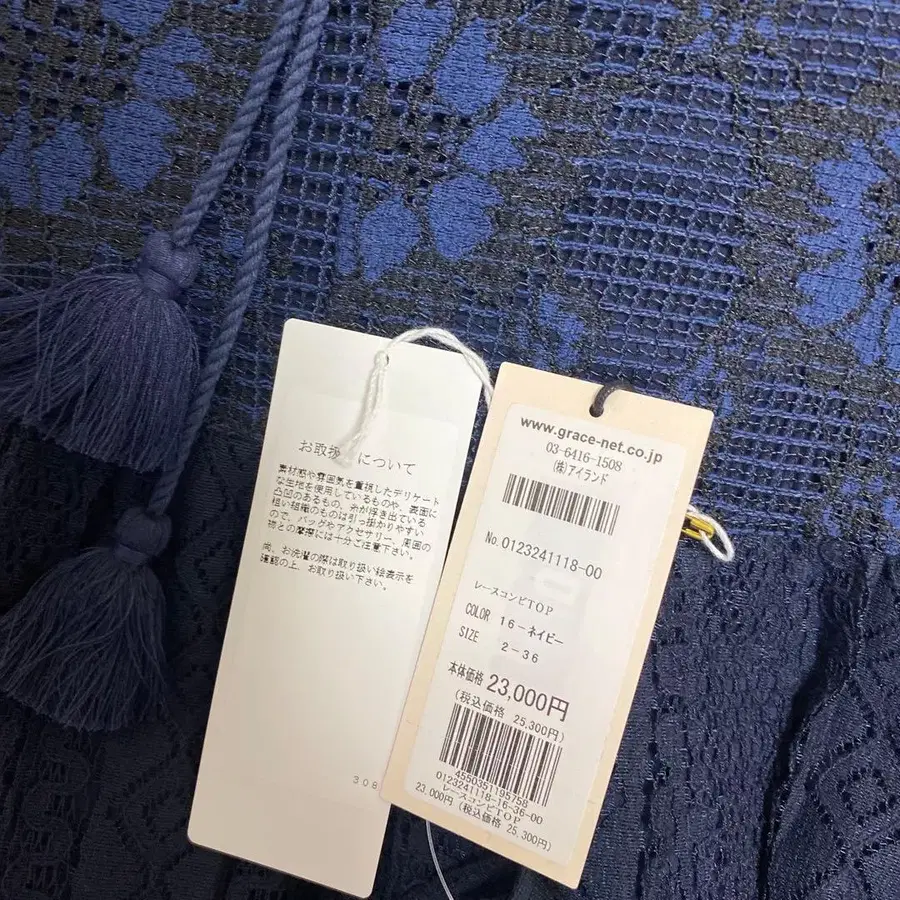 お取扱 について
素材感や雰囲気を重視したデリケート
な生地を使用しているものや、表面に
凸凹のあるもの、糸が浮き出ている
粗い組織のものは引っ掛かりやすい
ので、バッグやアクセサリー、周囲の
物との摩擦には十分ご注意下さい。
尚、お洗濯の際は取り扱い絵表示を
確認の上、お取り扱い下さい。
308
www.grace-net.co.jp
03-6416-1508
(株)アイランド
No.0123241118-00
レースコンビTOP
COLOR 16-ネイビー
SIZE 2-36
本体価格 23,000円
(税込価格 25,300円)
4550351195758
0123241118-16-36-00
レースコンビTOP
23,000円(税込価格 25,300円)